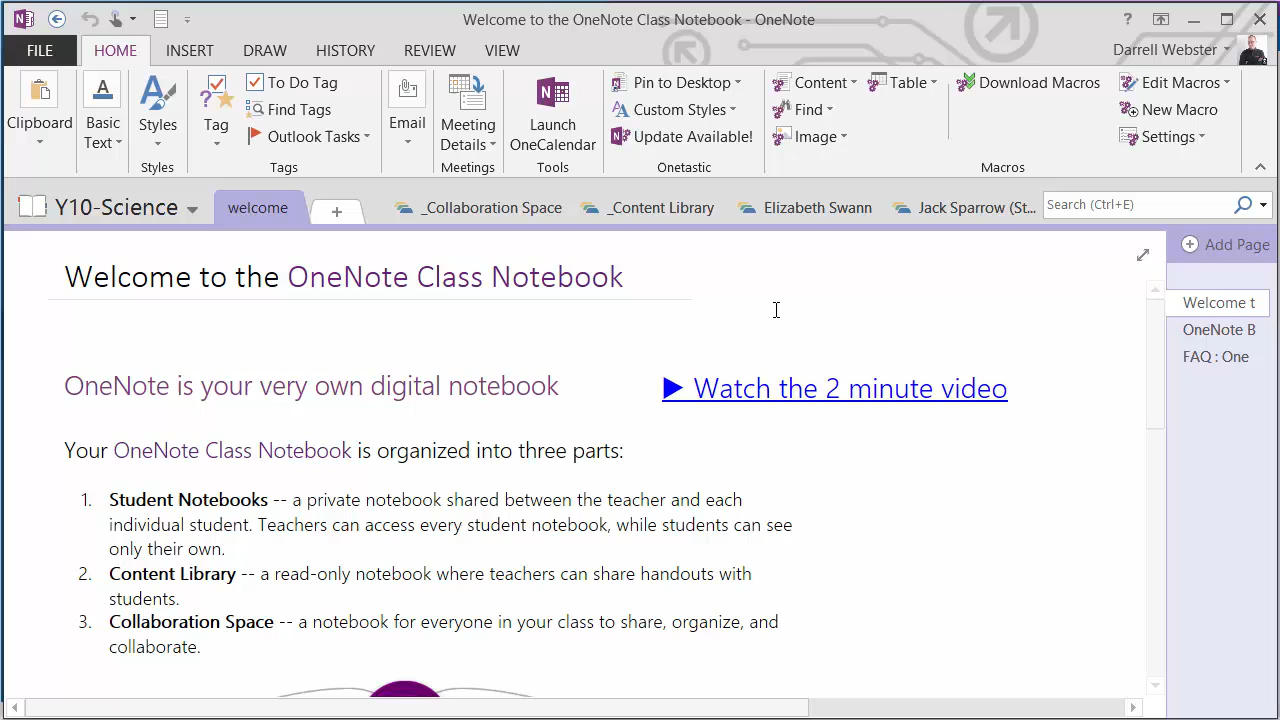 Welcome to the OneNote Class Notebook - OneNote
?
FILE HOME INSERT DRAW HISTORY REVIEW VIEW
Darrell Webster
Clipboard
Basic Text
Styles
Styles
Tag
To Do Tag
Find Tags
Outlook Tasks
Tags
Email
Meeting Details
Meetings
Launch OneCalendar
Tools
Pin to Desktop
Custom Styles
Update Available!
Onetastic
Content
Find
Image
Table
Download Macros
Edit Macros
New Macro
Settings
Macros
Y10-Science
welcome
+
_Collaboration Space
_Content Library
Elizabeth Swann
Jack Sparrow (St...
Search (Ctrl+E)
Add Page
Welcome t
OneNote B
FAQ : One
Welcome to the OneNote Class Notebook
OneNote is your very own digital notebook
Watch the 2 minute video
Your OneNote Class Notebook is organized into three parts:
1. Student Notebooks -- a private notebook shared between the teacher and each
individual student. Teachers can access every student notebook, while students can see
only their own.
2. Content Library -- a read-only notebook where teachers can share handouts with
students.
3. Collaboration Space -- a notebook for everyone in your class to share, organize, and
collaborate.